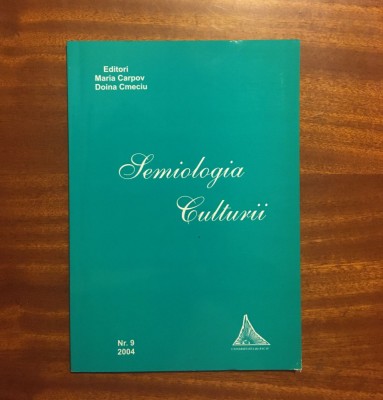 Editori
Maria Carpov
Doina Cmeciu
Semiologia
Culturii
Nr. 9
2004